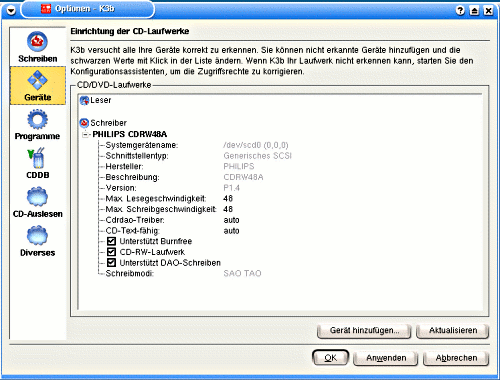 Optionen - K3b
Schreiben
Geräte
Programme
CDDB
CD-Auslesen
Diverses
Einrichtung der CD-Laufwerke
K3b versucht alle Ihre Geräte korrekt zu erkennen. Sie können nicht erkannte Geräte hinzufügen und die
schwarzen Werte mit Klick in der Liste ändern. Wenn K3b Ihr Laufwerk nicht erkennen kann, starten Sie den
Konfigurationsassistenten, um die Zugriffsrechte zu korrigieren.
CD/DVD-Laufwerke
Leser
Schreiber
PHILIPS CDRW48A
Systemgerätename: /dev/scd0 (0,0,0)
Schnittstellentyp: Generisches SCSI
Hersteller: PHILIPS
Beschreibung: CDRW48A
Version: P1.4
Max. Lesegeschwindigkeit: 48
Max. Schreibgeschwindigkeit: 48
Cdrdao-Treiber: auto
CD-Text-fähig: auto
Unterstützt Burnfree
CD-RW-Laufwerk
Unterstützt DAO-Schreiben
Schreibmodi: SAO TAO
Gerät hinzufügen... Aktualisieren
OK Anwenden Abbrechen